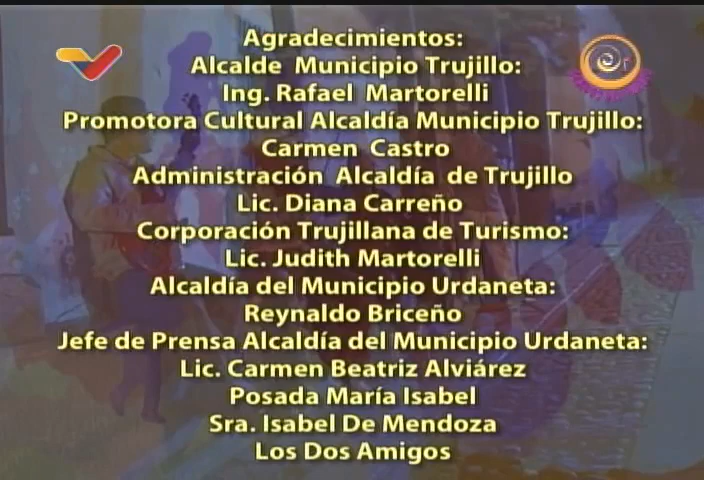 Agradecimientos:
Alcalde Municipio Trujillo:
Ing. Rafael Martorelli
Promotora Cultural Alcaldía Municipio Trujillo:
Carmen Castro
Administración Alcaldía de Trujillo
Lic. Diana Carreño
Corporación Trujillana de Turismo:
Lic. Judith Martorelli
Alcaldía del Municipio Urdaneta:
Reynaldo Briceño
Jefe de Prensa Alcaldía del Municipio Urdaneta:
Lic. Carmen Beatriz Alviárez
Posada María Isabel
Sra. Isabel De Mendoza
Los Dos Amigos